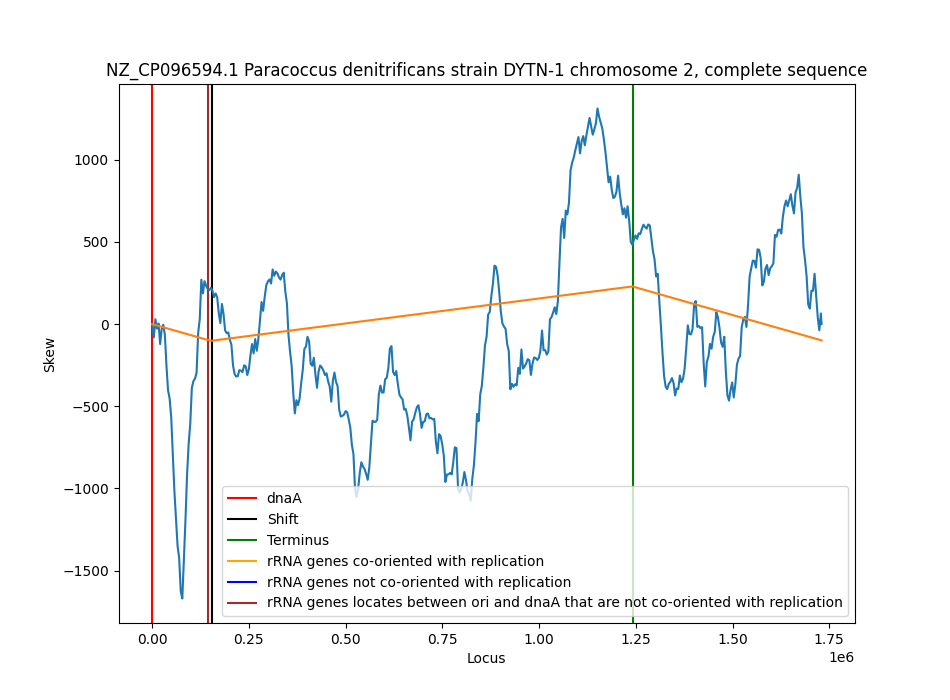 NZ_CP096594.1 Paracoccus denitrificans strain DYTN-1 chromosome 2, complete sequence
Skew
1000
500
0
−500
−1000
−1500
dnaA
Shift
Terminus
rRNA genes co-oriented with replication
rRNA genes not co-oriented with replication
rRNA genes locates between ori and dnaA that are not co-oriented with replication
0.00 0.25 0.50 0.75 1.00 1.25 1.50 1.75
1e6
Locus